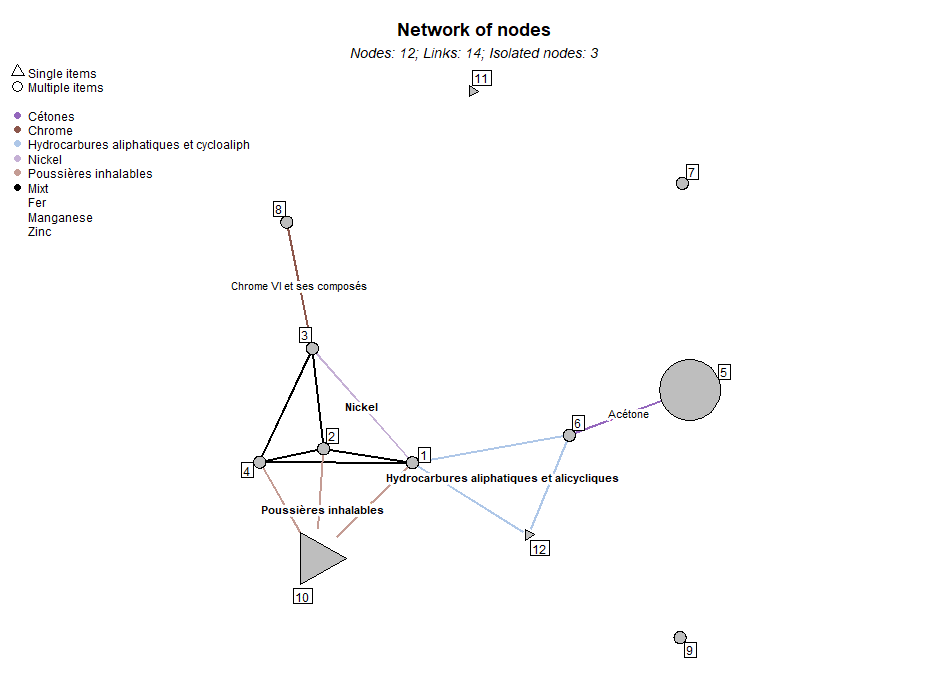 Network of nodes
Nodes: 12; Links: 14; Isolated nodes: 3
Single items
Multiple items
Cétones
Chrome
Hydrocarbures aliphatiques et cycloaliph
Nickel
Poussières inhalables
Mixt
Fer
Manganese
Zinc
11
7
8
Chrome VI et ses composés
3
5
Nickel
Acétone
6
2
1
4
Hydrocarbures aliphatiques et alicycliques
Poussières inhalables
12
10
9